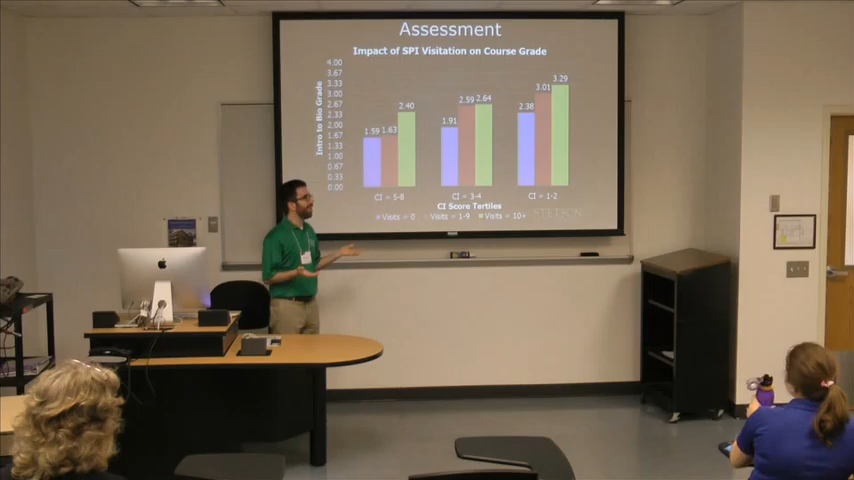 Assessment
Impact of SPI Visitation on Course Grade
4.00
3.67
3.33
3.00
2.67
2.33
2.00
1.67
1.33
1.00
0.67
0.33
0.00
Intro to Bio Grade
1.59 1.63 2.40
1.91 2.59 2.64
2.38 3.01 3.29
CI = 5-8 CI = 3-4 CI = 1-2
CI Score Tertiles
Visits = 0 Visits = 1-9 Visits = 10+
STETSON